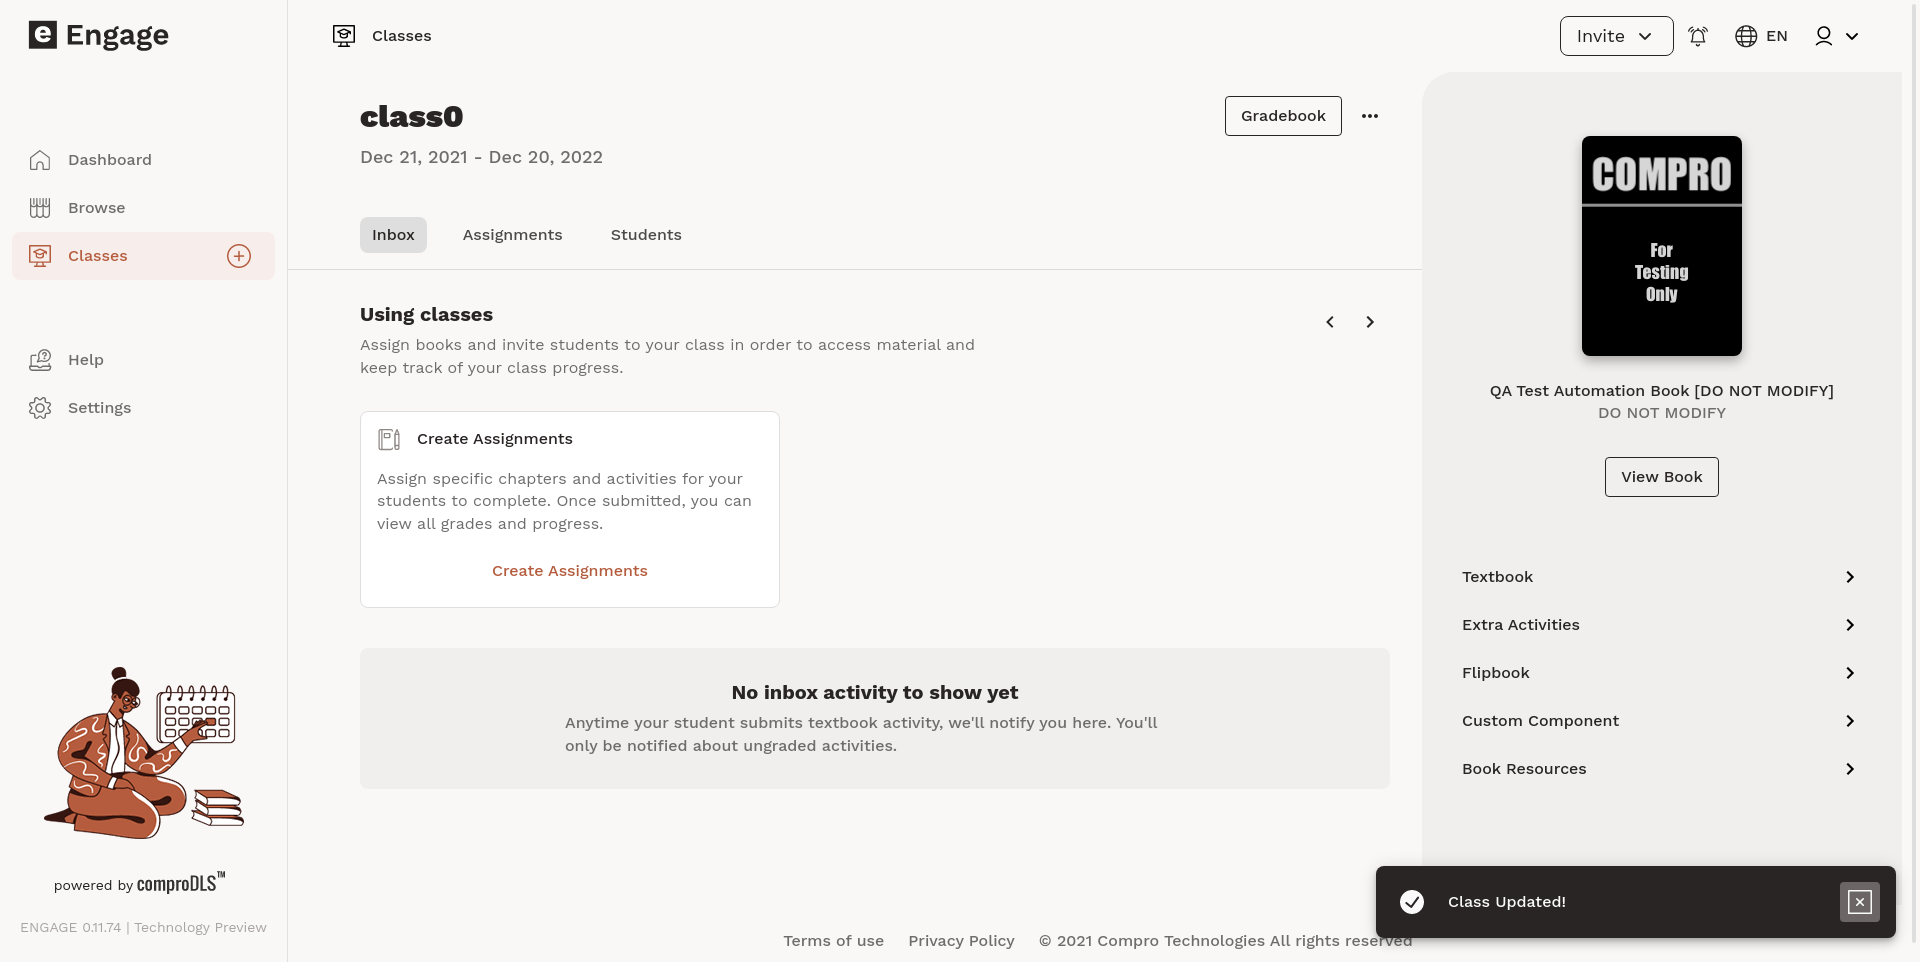 e Engage
Classes
Invite
EN
Dashboard
Browse
Classes
Help
Settings
powered by comproDLS™
ENGAGE 0.11.74 | Technology Preview
class0
Dec 21, 2021 - Dec 20, 2022
Gradebook
Inbox
Assignments
Students
Using classes
Assign books and invite students to your class in order to access material and
keep track of your class progress.
Create Assignments
Assign specific chapters and activities for your
students to complete. Once submitted, you can
view all grades and progress.
Create Assignments
No inbox activity to show yet
Anytime your student submits textbook activity, we'll notify you here. You'll
only be notified about ungraded activities.
COMPRO
For
Testing
Only
QA Test Automation Book [DO NOT MODIFY]
DO NOT MODIFY
View Book
Textbook
Extra Activities
Flipbook
Custom Component
Book Resources
Class Updated!
Terms of use
Privacy Policy
© 2021 Compro Technologies All rights reserved